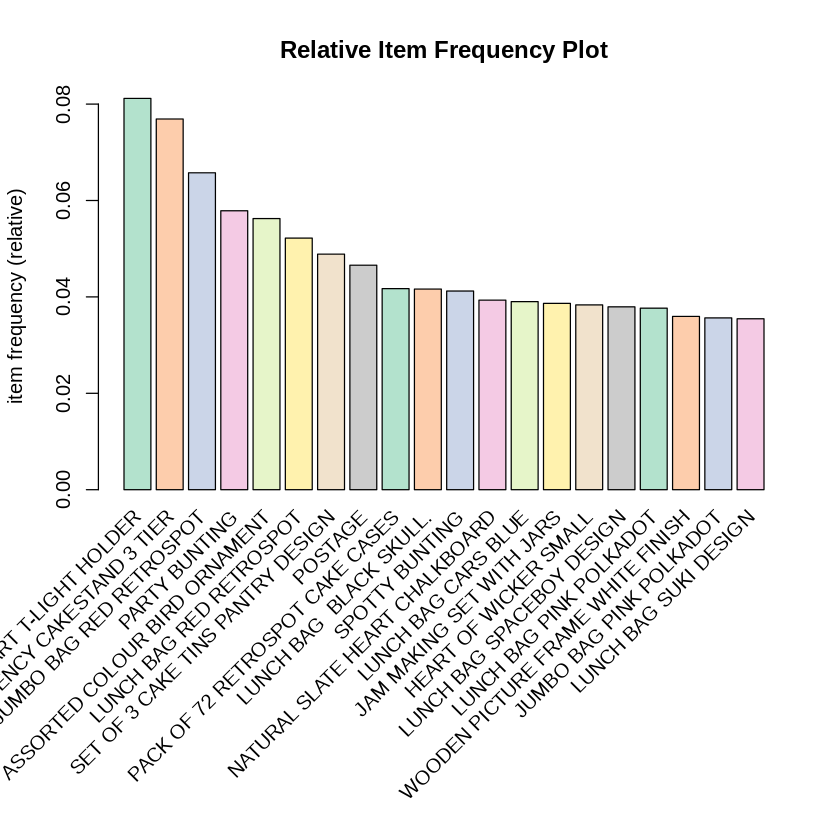 Relative Item Frequency Plot
item frequency (relative)
0.08
0.06
0.04
0.02
0.00
T-LIGHT HOLDER
CAKESTAND 3 TIER
JUMBO BAG RED RETROSPOT
PARTY BUNTING
ASSORTED COLOUR BIRD ORNAMENT
LUNCH BAG RED RETROSPOT
SET OF 3 CAKE TINS PANTRY DESIGN
POSTAGE
PACK OF 72 RETROSPOT CAKE CASES
LUNCH BAG  BLACK SKULL.
SPOTTY BUNTING
NATURAL SLATE HEART CHALKBOARD
LUNCH BAG CARS BLUE
JAM MAKING SET WITH JARS
HEART OF WICKER SMALL
LUNCH BAG SPACEBOY DESIGN
LUNCH BAG PINK POLKADOT
WOODEN PICTURE FRAME WHITE FINISH
JUMBO BAG PINK POLKADOT
LUNCH BAG SUKI DESIGN